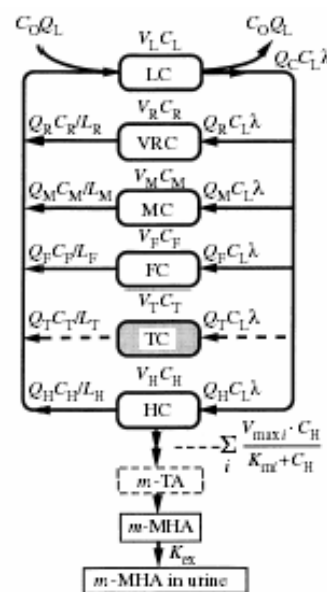 C_O Q_L C_O Q_L
V_L C_L
LC
Q_C C_L λ
V_R C_R
Q_R C_R/L_R VRC Q_R C_L λ
V_M C_M
Q_M C_M/L_M MC Q_M C_L λ
V_F C_F
Q_F C_F/L_F FC Q_F C_L λ
V_T C_T
Q_T C_T/L_T TC Q_T C_L λ
V_H C_H
Q_H C_H/L_H HC Q_H C_L λ
∑_i V_max i · C_H / K_mi + C_H
m-TA
m-MHA
K_ex
m-MHA in urine